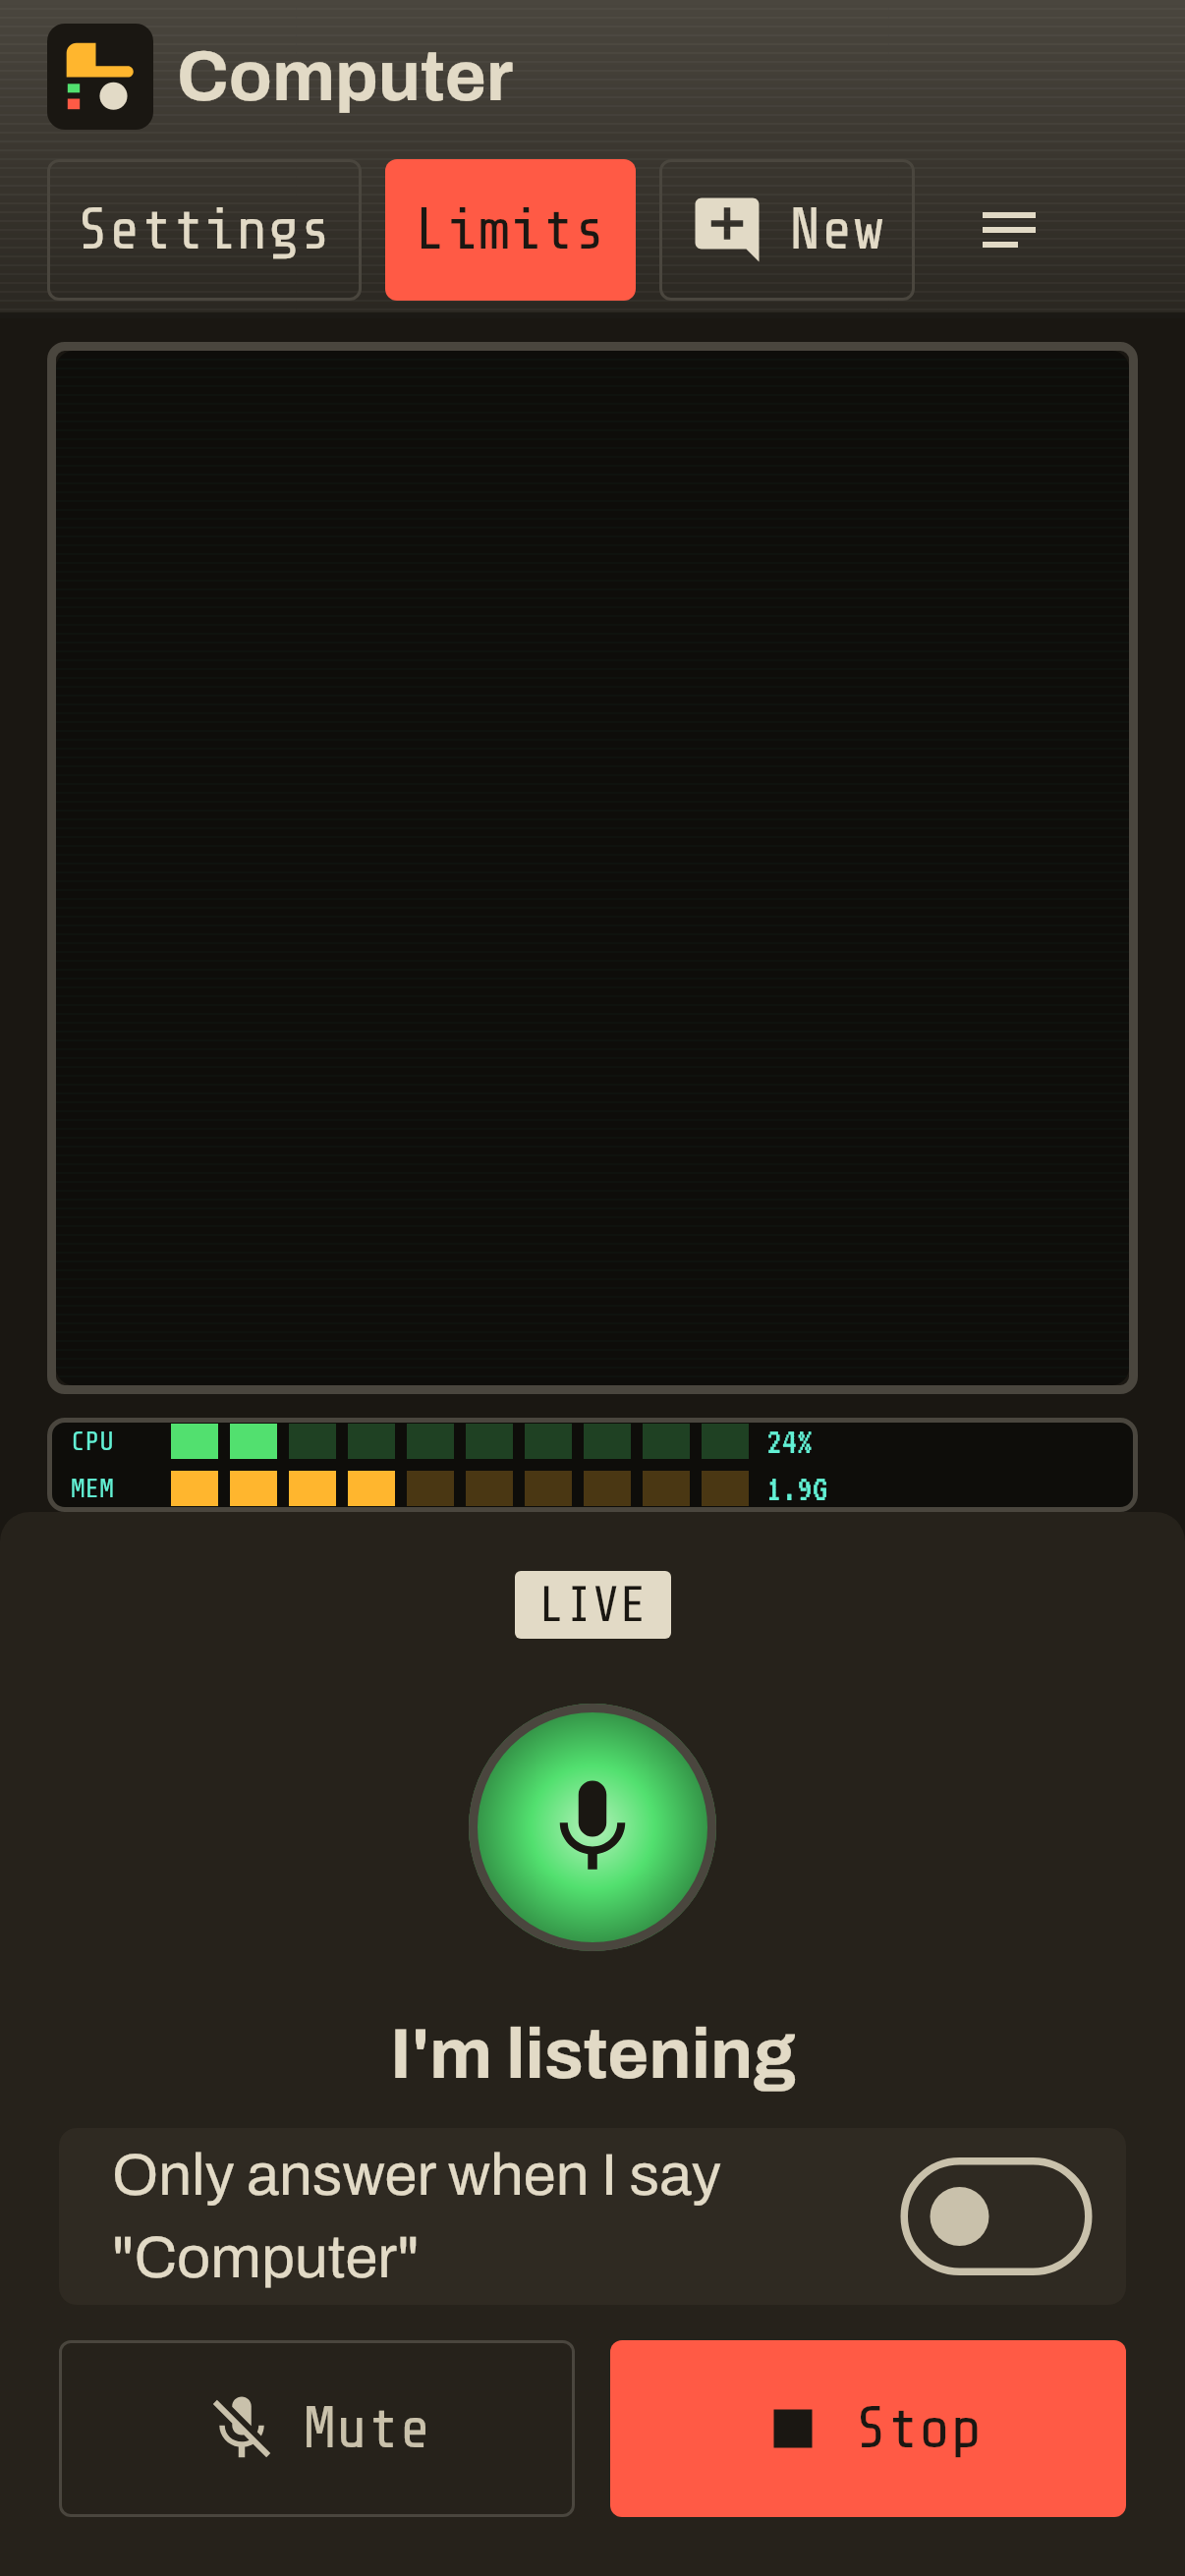 Computer
Settings
Limits
New
CPU 24%
MEM 1.9G
LIVE
I'm listening
Only answer when I say
"Computer"
Mute
Stop